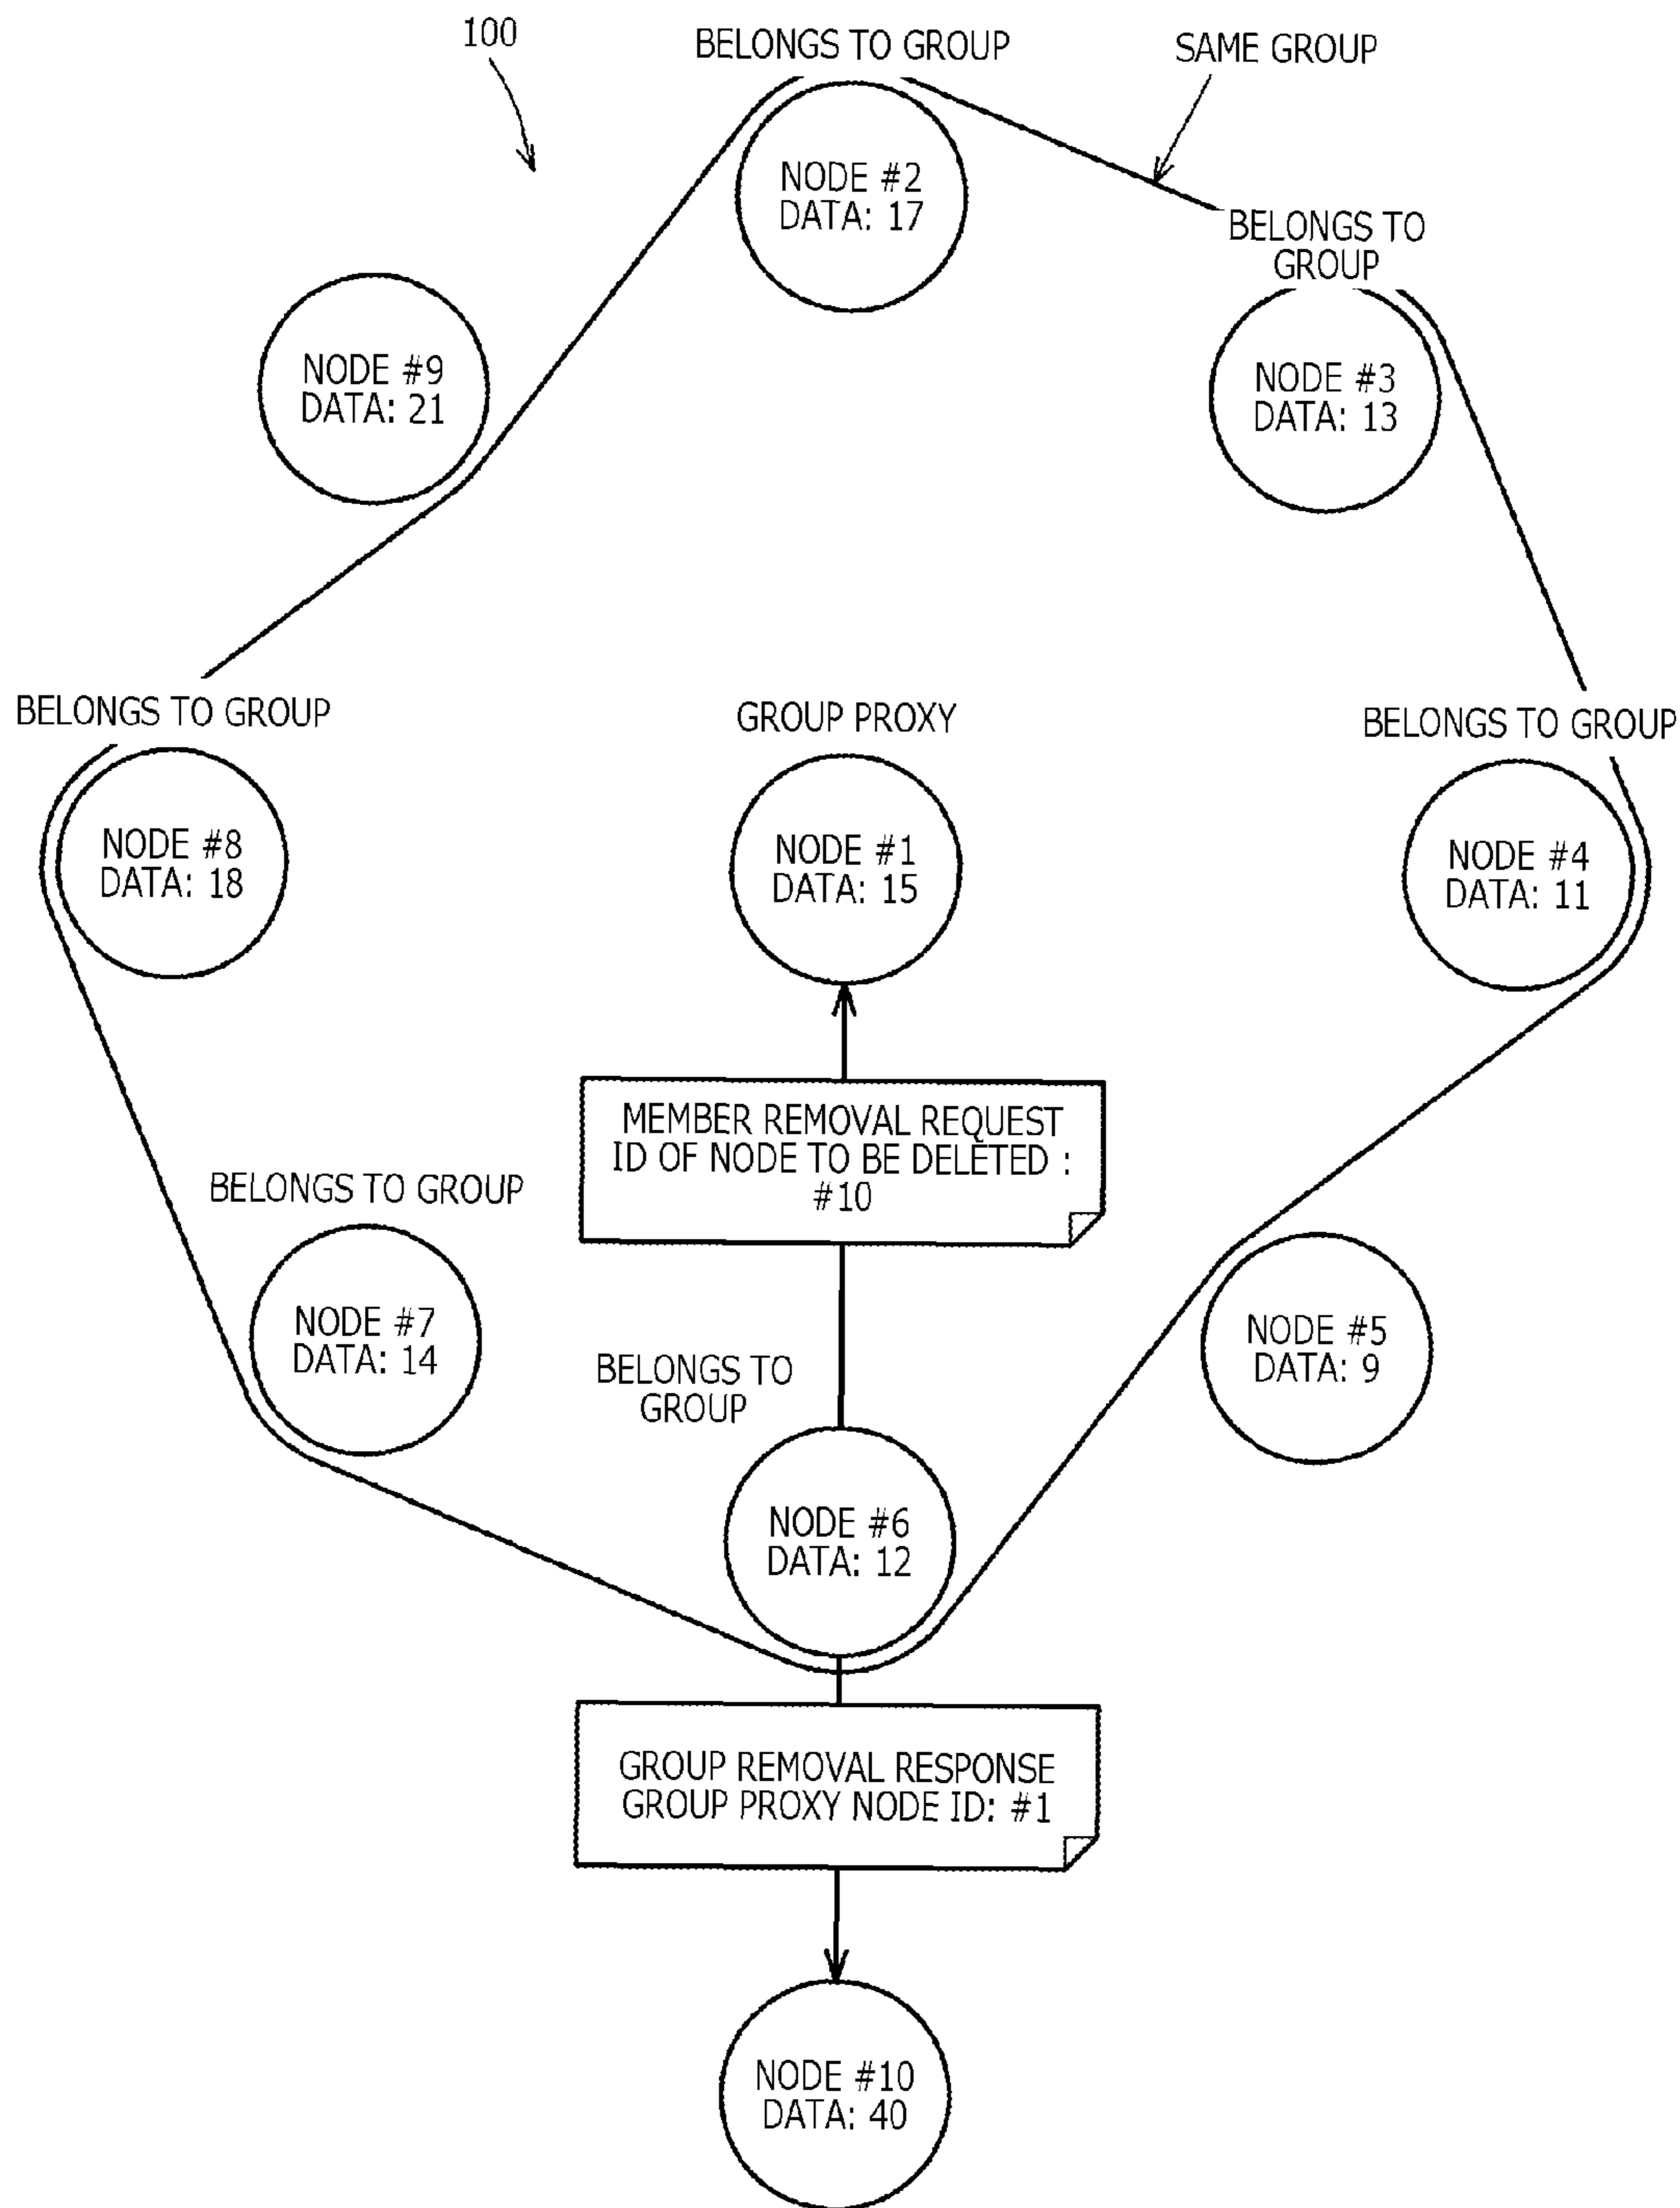 100
BELONGS TO GROUP
SAME GROUP
NODE #2
DATA: 17
BELONGS TO
GROUP
NODE #9
DATA: 21
NODE #3
DATA: 13
BELONGS TO GROUP
GROUP PROXY
BELONGS TO GROUP
NODE #8
DATA: 18
NODE #1
DATA: 15
NODE #4
DATA: 11
MEMBER REMOVAL REQUEST
ID OF NODE TO BE DELETED :
#10
BELONGS TO GROUP
NODE #7
DATA: 14
BELONGS TO
GROUP
NODE #5
DATA: 9
NODE #6
DATA: 12
GROUP REMOVAL RESPONSE
GROUP PROXY NODE ID: #1
NODE #10
DATA: 40